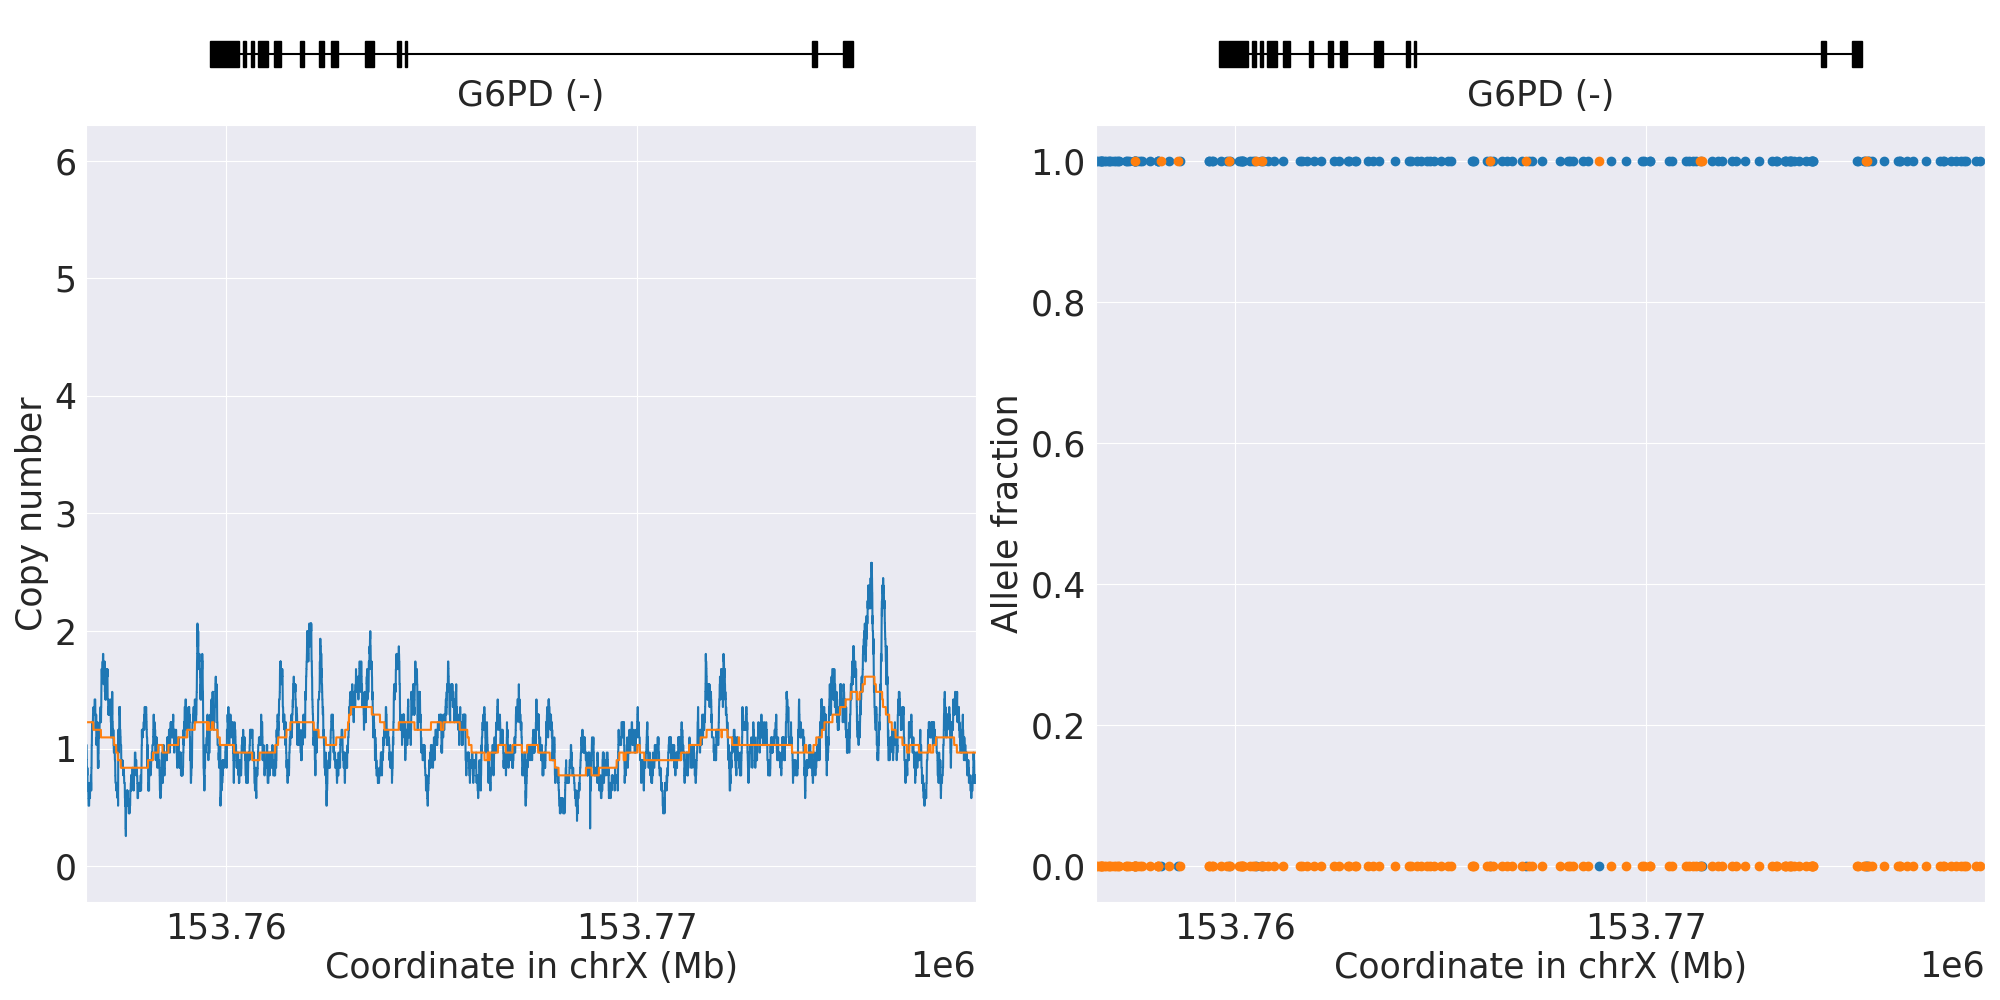 G6PD (-)
6
5
4
3
2
1
0
Copy number
153.76
153.77
Coordinate in chrX (Mb)
1e6
G6PD (-)
1.0
0.8
0.6
0.4
0.2
0.0
Allele fraction
153.76
153.77
Coordinate in chrX (Mb)
1e6